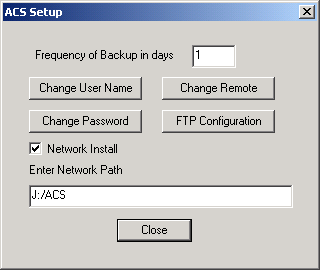 ACS Setup
Frequency of Backup in days 1
Change User Name Change Remote
Change Password FTP Configuration
Network Install
Enter Network Path
J:/ACS
Close